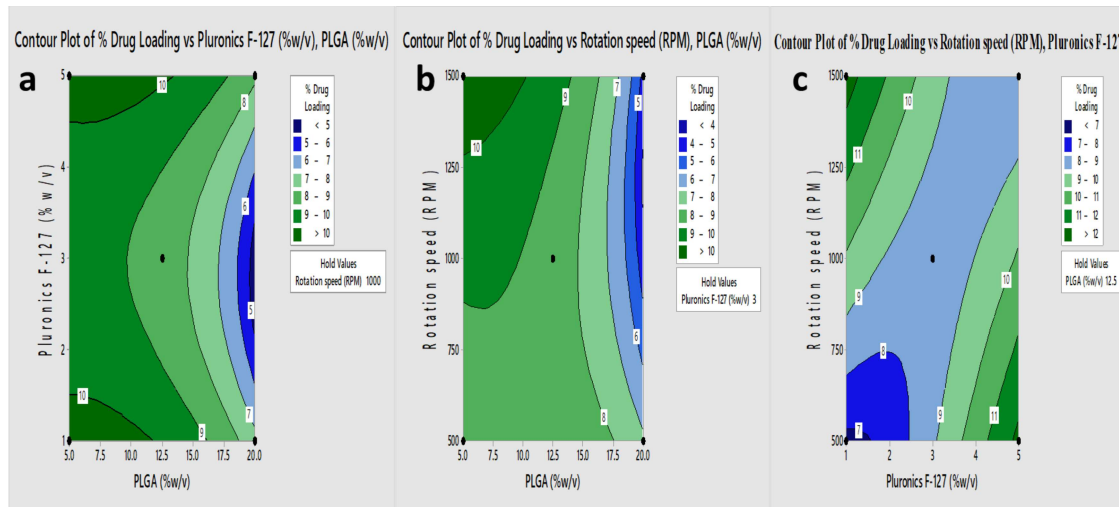 Contour Plot of % Drug Loading vs Pluronics F-127 (%w/v), PLGA (%w/v)
a
Pluronics F-127 (%w/v)
5
4
3
2
1
10
8
6
5
7
9
10
5.0
7.5
10.0
12.5
15.0
17.5
20.0
PLGA (%w/v)
% Drug
Loading
< 5
5 - 6
6 - 7
7 - 8
8 - 9
9 - 10
> 10
Hold Values
Rotation speed (RPM) 1000
Contour Plot of % Drug Loading vs Rotation speed (RPM), PLGA (%w/v)
b
Rotation speed (RPM)
1500
1250
1000
750
500
9
7
5
10
6
8
5.0
7.5
10.0
12.5
15.0
17.5
20.0
PLGA (%w/v)
% Drug
Loading
< 4
4 - 5
5 - 6
6 - 7
7 - 8
8 - 9
9 - 10
> 10
Hold Values
Pluronics F-127 (%w/v) 3
Contour Plot of % Drug Loading vs Rotation speed (RPM), Pluronics F-127
c
Rotation speed (RPM)
1500
1250
1000
750
500
10
11
9
10
8
7
9
11
1
2
3
4
5
Pluronics F-127 (%w/v)
% Drug
Loading
< 7
7 - 8
8 - 9
9 - 10
10 - 11
11 - 12
> 12
Hold Values
PLGA (%w/v) 12.5